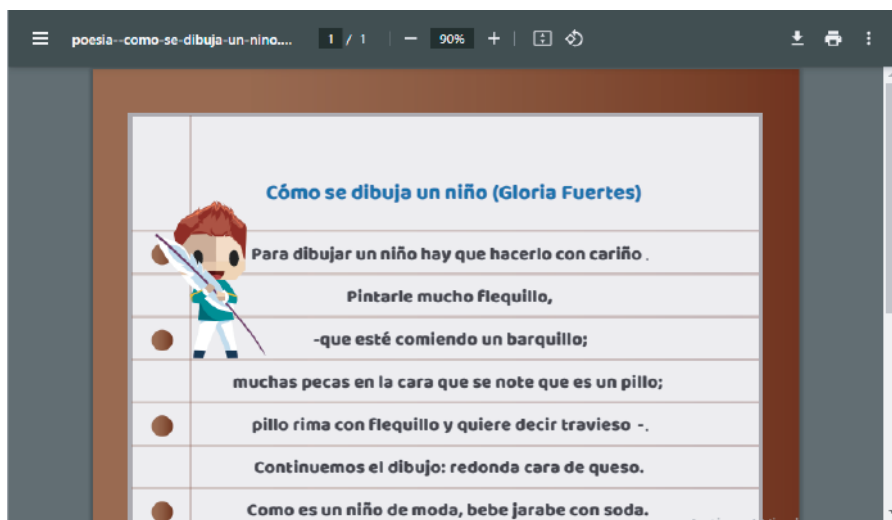 poesia--como-se-dibuja-un-nino.... 1 / 1 90%
Cómo se dibuja un niño (Gloria Fuertes)
Para dibujar un niño hay que hacerlo con cariño .
Pintarle mucho flequillo,
-que esté comiendo un barquillo;
muchas pecas en la cara que se note que es un pillo;
pillo rima con flequillo y quiere decir travieso -.
Continuemos el dibujo: redonda cara de queso.
Como es un niño de moda, bebe jarabe con soda.